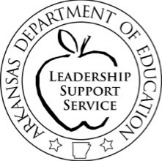 ARKANSAS DEPARTMENT OF EDUCATION
LEADERSHIP
SUPPORT
SERVICE